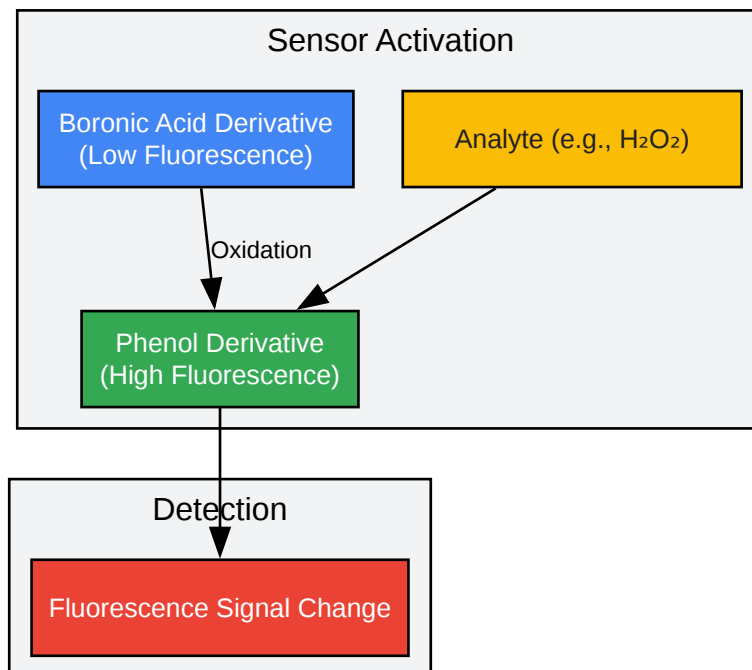 Sensor Activation
Boronic Acid Derivative
(Low Fluorescence)
Analyte (e.g., H₂O₂)
Oxidation
Phenol Derivative
(High Fluorescence)
Detection
Fluorescence Signal Change